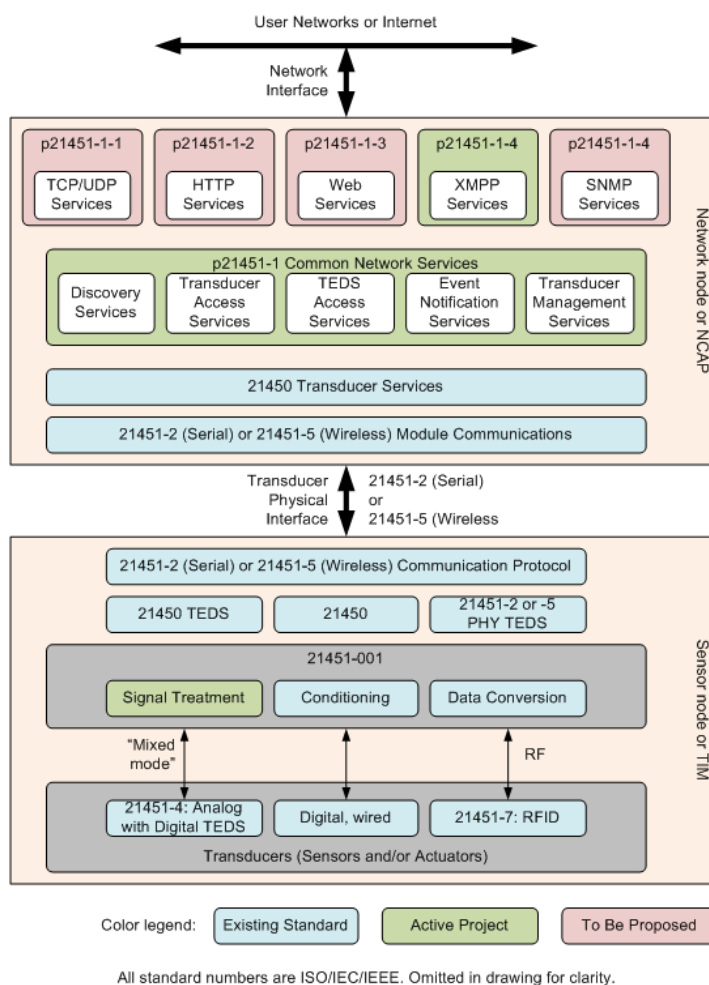 User Networks or Internet
Network
Interface
p21451-1-1
p21451-1-2
p21451-1-3
p21451-1-4
p21451-1-4
TCP/UDP
Services
HTTP
Services
Web
Services
XMPP
Services
SNMP
Services
p21451-1 Common Network Services
Discovery
Services
Transducer
Access
Services
TEDS
Access
Services
Event
Notification
Services
Transducer
Management
Services
21450 Transducer Services
21451-2 (Serial) or 21451-5 (Wireless) Module Communications
Network node or NCAP
Transducer
Physical
Interface
21451-2 (Serial)
or
21451-5 (Wireless
21451-2 (Serial) or 21451-5 (Wireless) Communication Protocol
21450 TEDS
21450
21451-2 or -5
PHY TEDS
21451-001
Signal Treatment
Conditioning
Data Conversion
"Mixed
mode"
RF
21451-4: Analog
with Digital TEDS
Digital, wired
21451-7: RFID
Transducers (Sensors and/or Actuators)
Sensor node or TIM
Color legend:
Existing Standard
Active Project
To Be Proposed
All standard numbers are ISO/IEC/IEEE. Omitted in drawing for clarity.